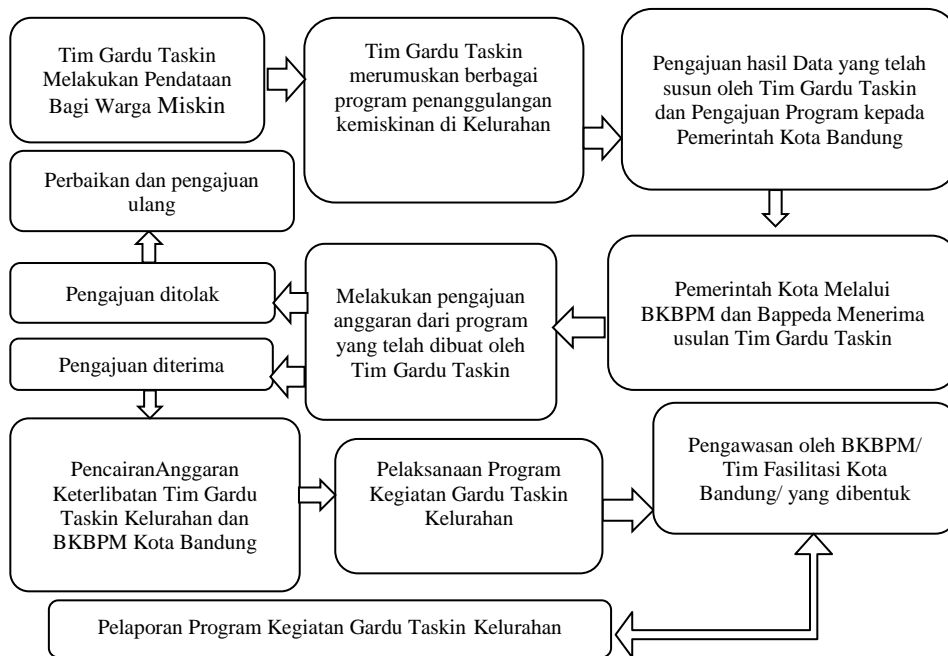 Tim Gardu Taskin
Melakukan Pendataan
Bagi Warga Miskin
Tim Gardu Taskin
merumuskan berbagai
program penanggulangan
kemiskinan di Kelurahan
Pengajuan hasil Data yang telah
susun oleh Tim Gardu Taskin
dan Pengajuan Program kepada
Pemerintah Kota Bandung
Perbaikan dan pengajuan
ulang
Pengajuan ditolak
Pengajuan diterima
Melakukan pengajuan
anggaran dari program
yang telah dibuat oleh
Tim Gardu Taskin
Pemerintah Kota Melalui
BKBPM dan Bappeda Menerima
usulan Tim Gardu Taskin
PencairanAnggaran
Keterlibatan Tim Gardu
Taskin Kelurahan dan
BKBPM Kota Bandung
Pelaksanaan Program
Kegiatan Gardu Taskin
Kelurahan
Pengawasan oleh BKBPM/
Tim Fasilitasi Kota
Bandung/ yang dibentuk
Pelaporan Program Kegiatan Gardu Taskin Kelurahan